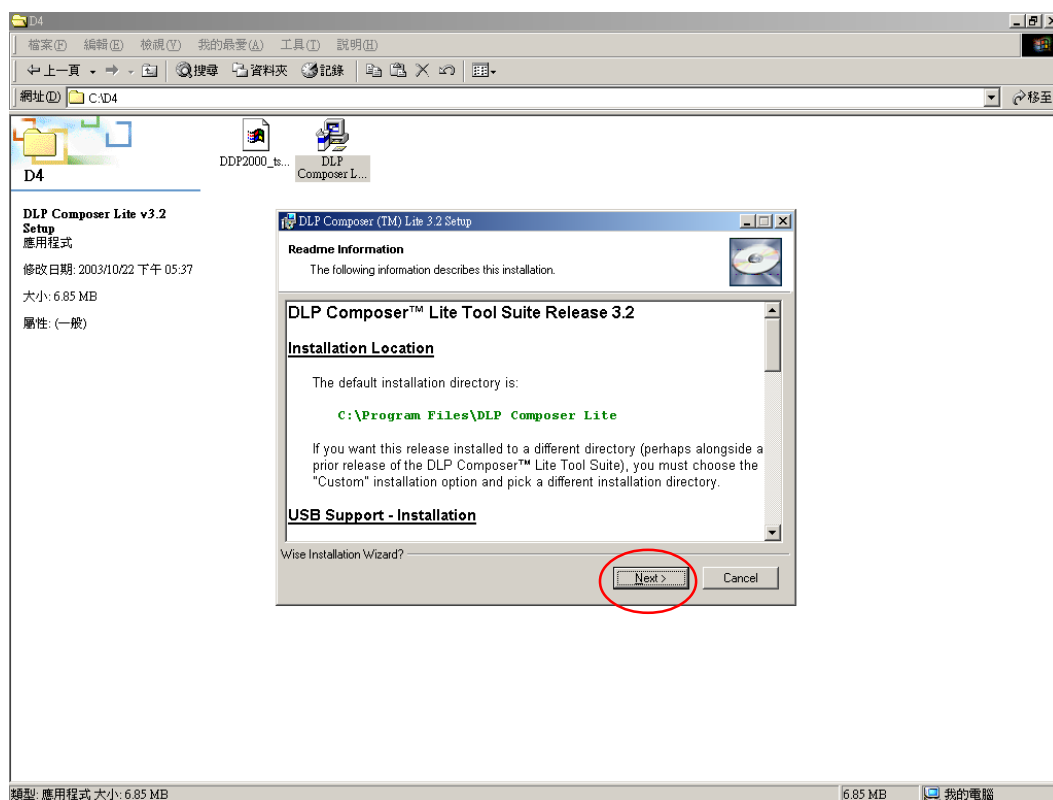 D4
檔案(F) 編輯(E) 檢視(V) 我的最愛(A) 工具(T) 說明(H)
上一頁 搜尋 資料夾 記錄
網址(D) C:\D4 移至
DDP2000_ts... DLP Composer L...
D4
DLP Composer Lite v3.2
Setup
應用程式
修改日期: 2003/10/22 下午 05:37
大小: 6.85 MB
屬性: (一般)
DLP Composer (TM) Lite 3.2 Setup
Readme Information
The following information describes this installation.
DLP Composer™ Lite Tool Suite Release 3.2
Installation Location
The default installation directory is:
C:\Program Files\DLP Composer Lite
If you want this release installed to a different directory (perhaps alongside a
prior release of the DLP Composer™ Lite Tool Suite), you must choose the
"Custom" installation option and pick a different installation directory.
USB Support - Installation
Wise Installation Wizard?
Next > Cancel
類型: 應用程式 大小: 6.85 MB 6.85 MB 我的電腦